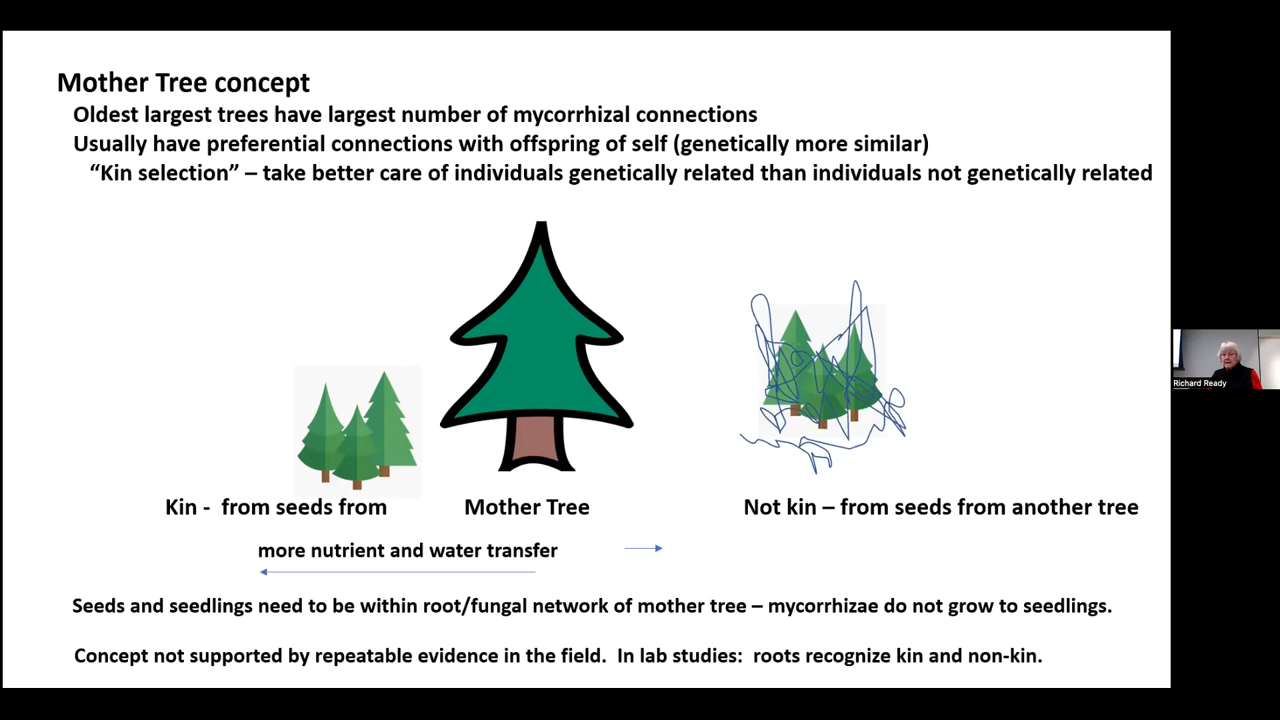 Mother Tree concept
Oldest largest trees have largest number of mycorrhizal connections
Usually have preferential connections with offspring of self (genetically more similar)
“Kin selection” – take better care of individuals genetically related than individuals not genetically related
Richard Ready
Kin - from seeds from
Mother Tree
Not kin – from seeds from another tree
more nutrient and water transfer
Seeds and seedlings need to be within root/fungal network of mother tree – mycorrhizae do not grow to seedlings.
Concept not supported by repeatable evidence in the field. In lab studies: roots recognize kin and non-kin.